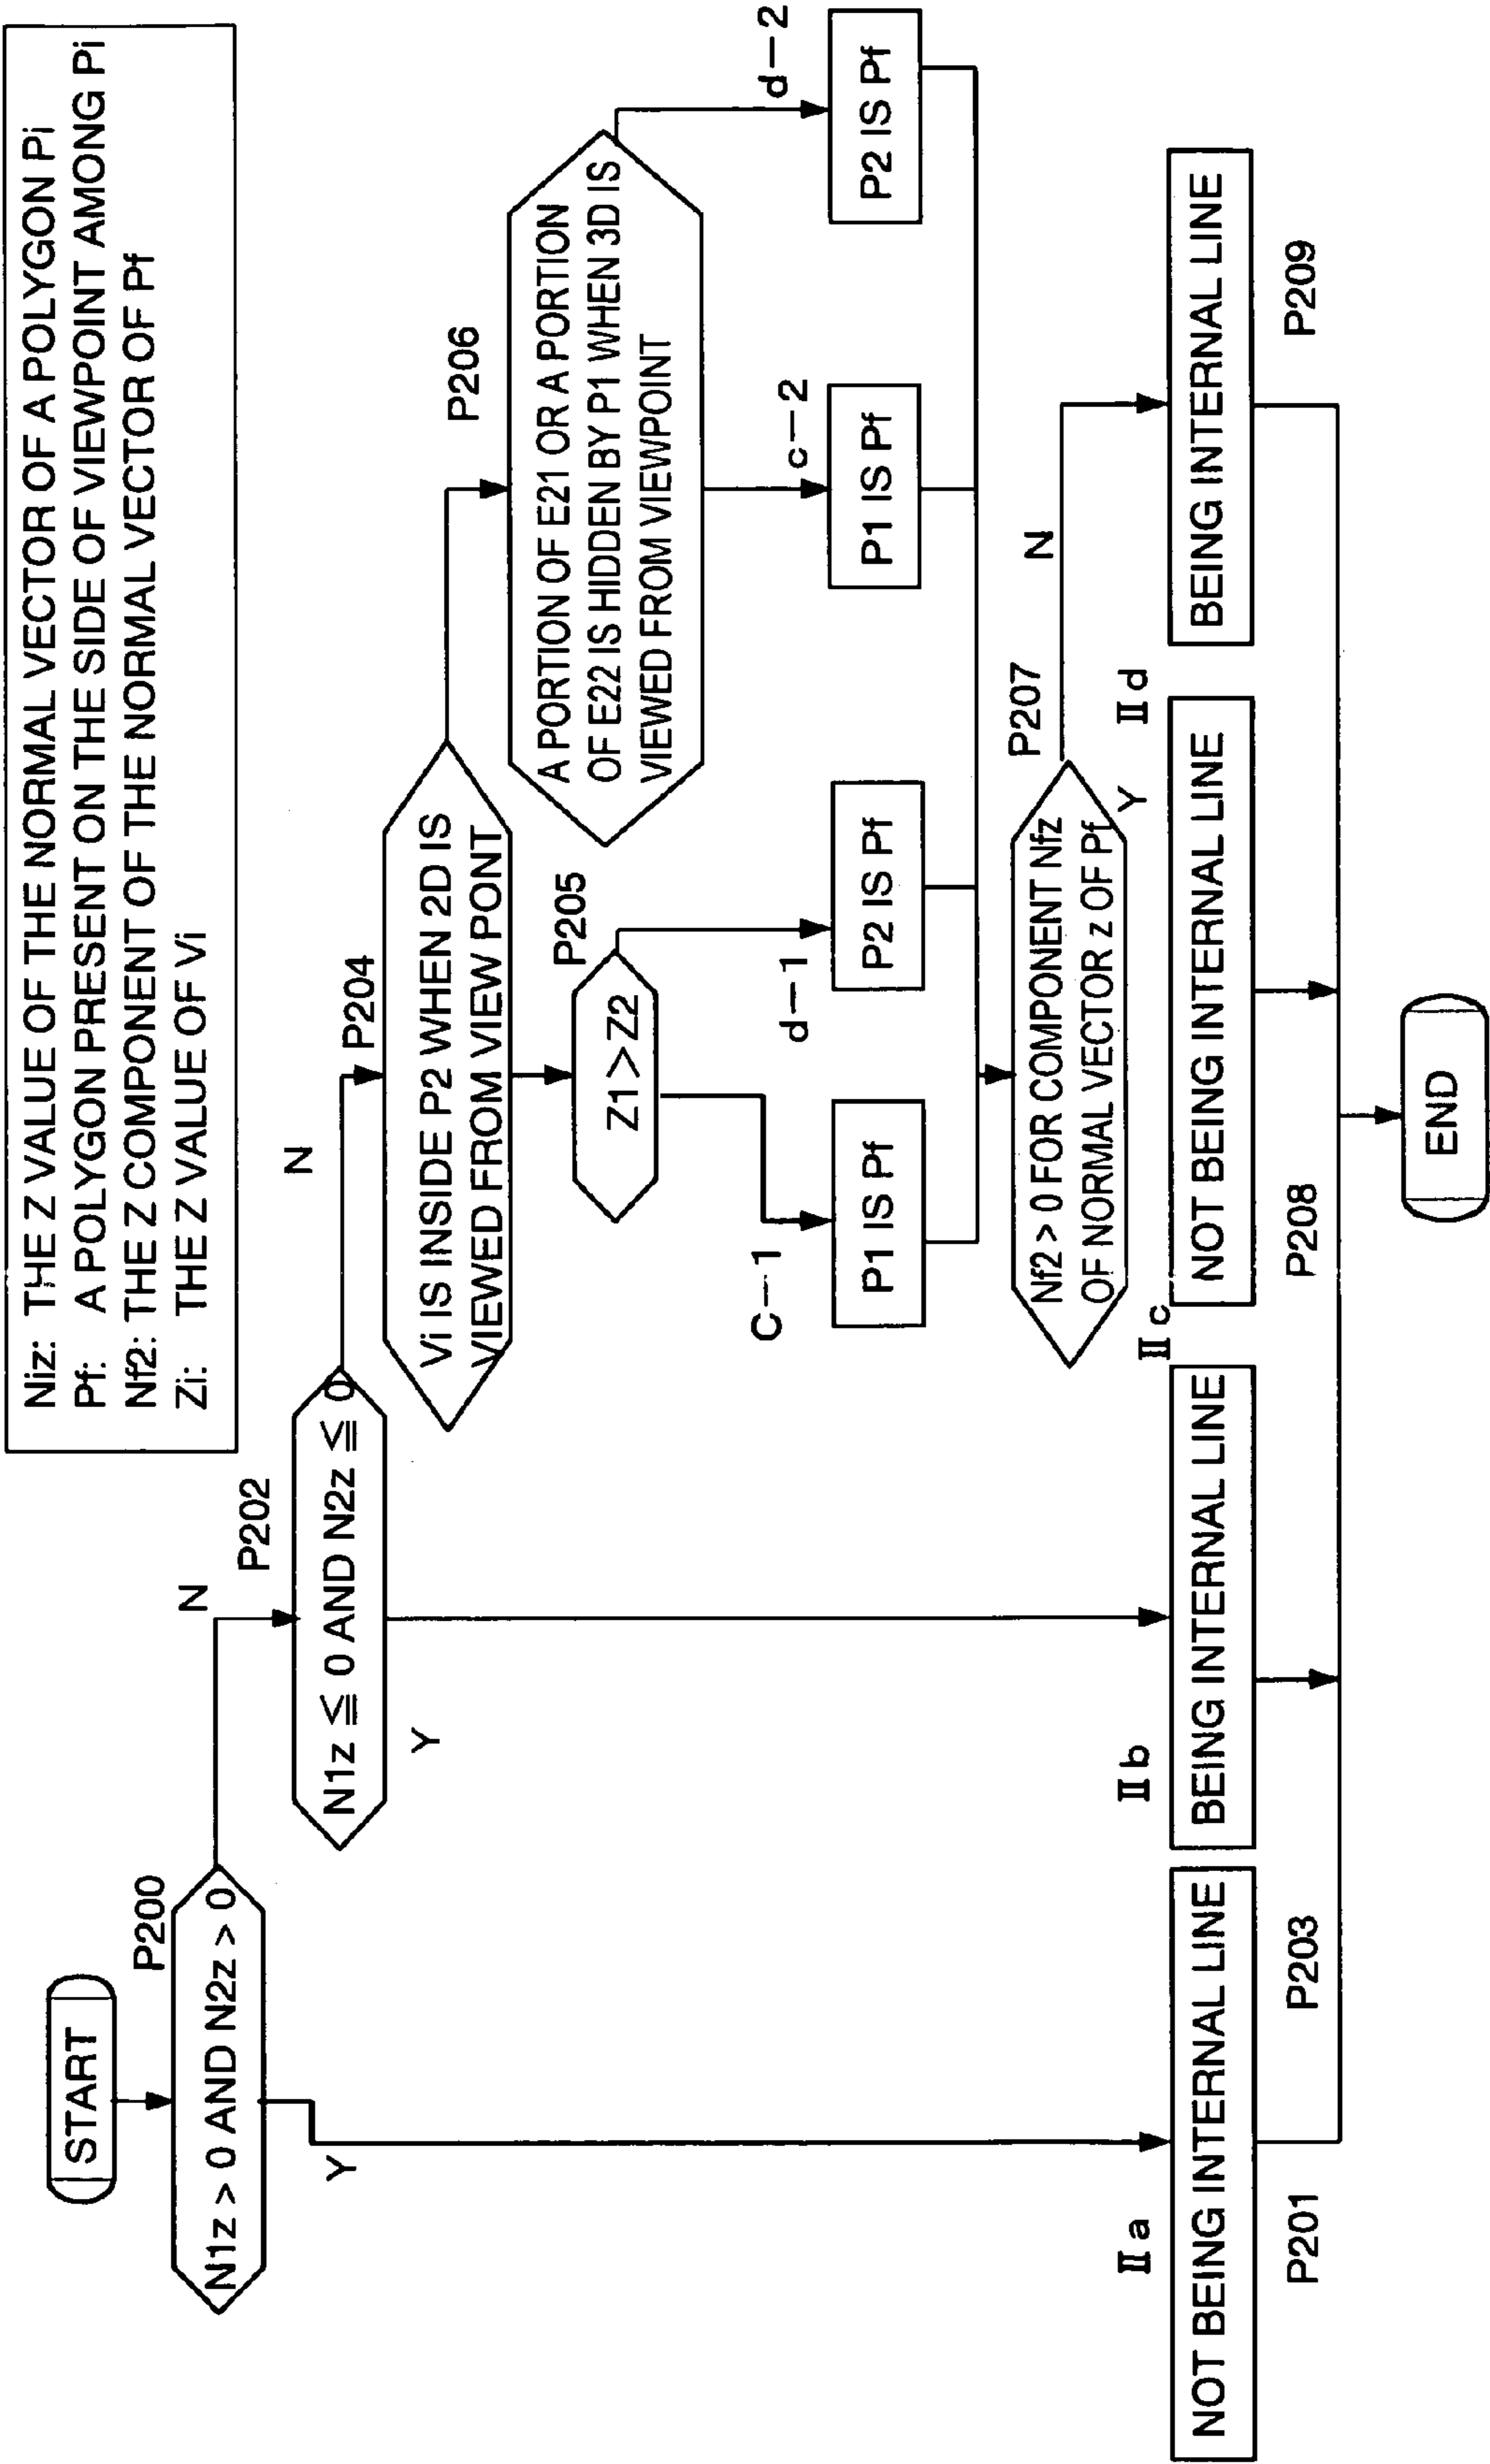 Niz: THE Z VALUE OF THE NORMAL VECTOR OF A POLYGON Pi
Pf: A POLYGON PRESENT ON THE SIDE OF VIEWPOINT AMONG Pi
Nf2: THE Z COMPONENT OF THE NORMAL VECTOR OF Pf
Zi: THE Z VALUE OF Vi
START
P200
N1z > 0 AND N2z > 0
N
Y
P202
N1z ≦ 0 AND N2z ≦ 0
N
Y
P204
Vi IS INSIDE P2 WHEN 2D IS
VIEWED FROM VIEW PONT
P205
Z1 > Z2
P206
A PORTION OF E21 OR A PORTION
OF E22 IS HIDDEN BY P1 WHEN 3D IS
VIEWED FROM VIEWPOINT
C-1
d-1
c-2
d-2
P1 IS Pf
P2 IS Pf
P1 IS Pf
P2 IS Pf
P207
Nf2 > 0 FOR COMPONENT Nfz
OF NORMAL VECTOR z OF Pf
N
Y
IIa
IIb
IIc
IId
NOT BEING INTERNAL LINE
BEING INTERNAL LINE
NOT BEING INTERNAL LINE
BEING INTERNAL LINE
P201
P203
P208
P209
END